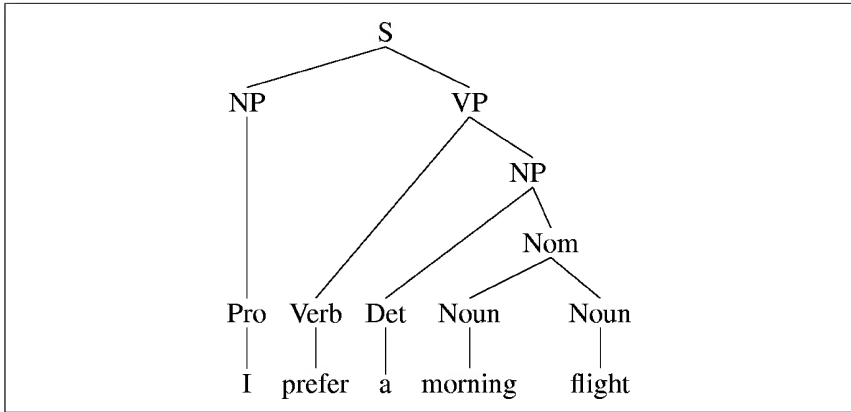 S
NP VP
NP
Nom
Pro Verb Det Noun Noun
I prefer a morning flight